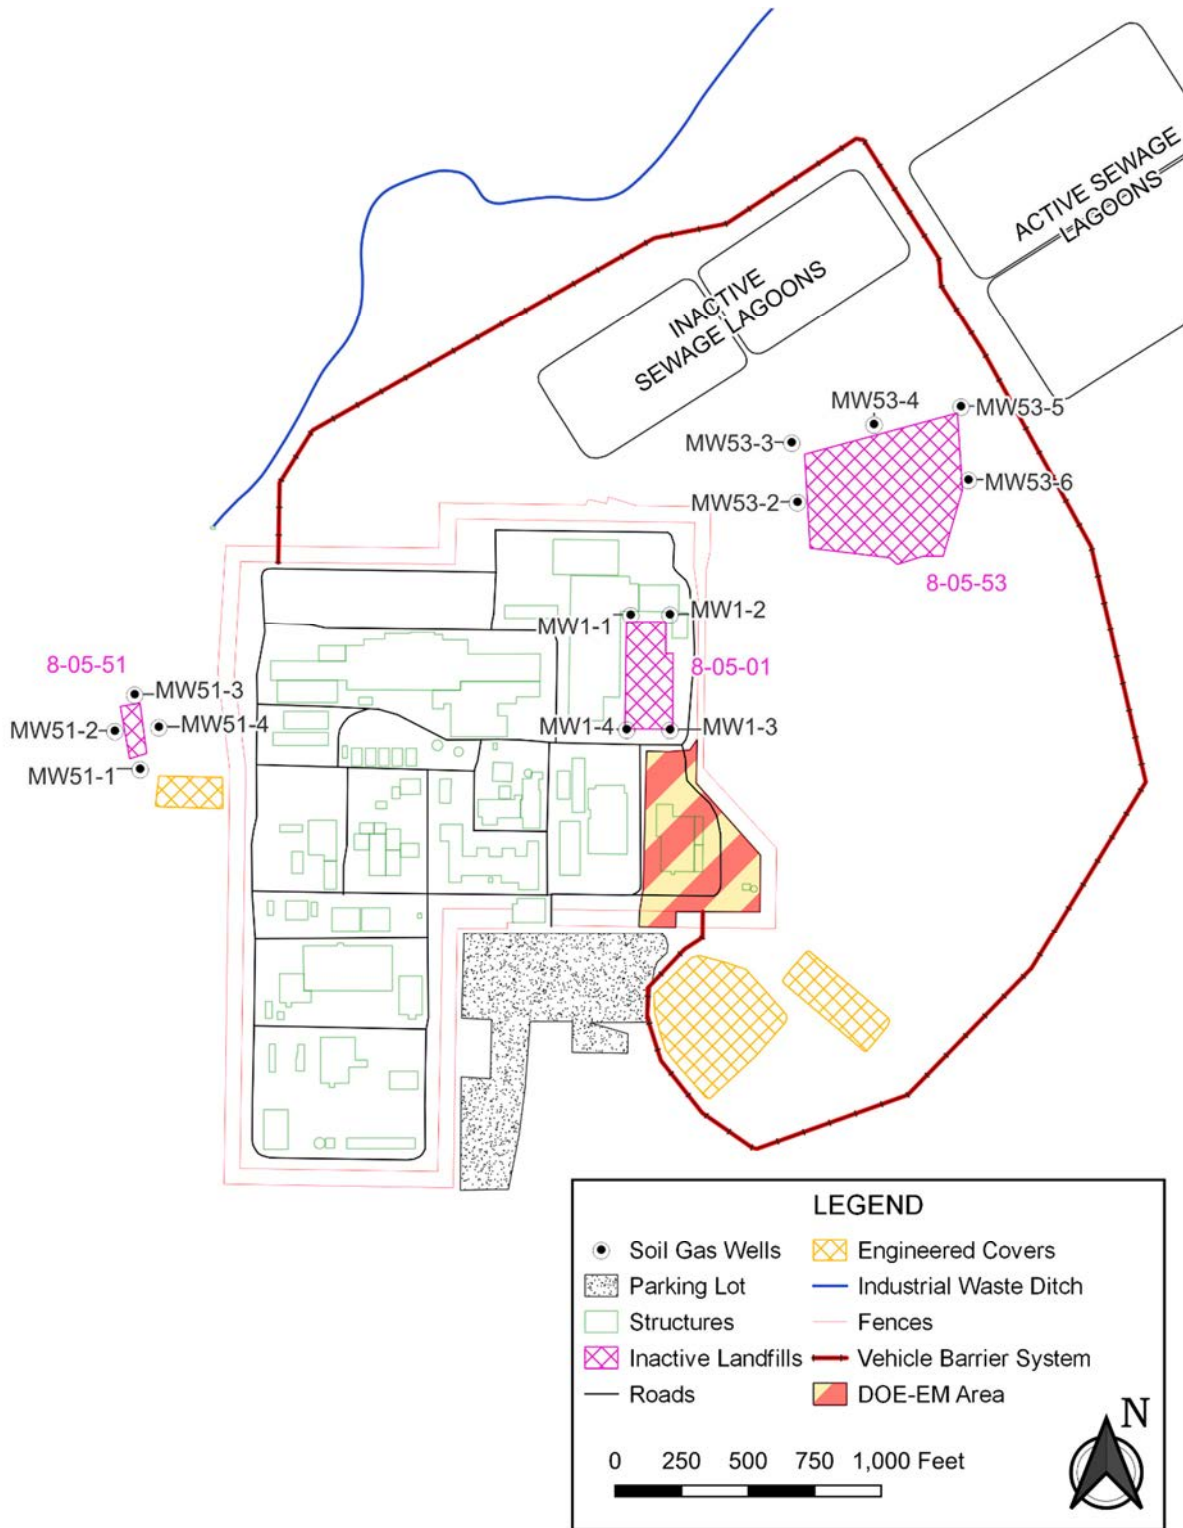 ACTIVE SEWAGE
LAGOONS
INACTIVE
SEWAGE LAGOONS
MW53-4
MW53-5
MW53-3
MW53-6
MW53-2
8-05-53
MW1-2
MW1-1
8-05-51
8-05-01
MW51-3
MW51-2
MW51-4
MW1-4
MW1-3
MW51-1
LEGEND
Soil Gas Wells
Engineered Covers
Parking Lot
Industrial Waste Ditch
Structures
Fences
Inactive Landfills
Vehicle Barrier System
Roads
DOE-EM Area
N
0 250 500 750 1,000 Feet